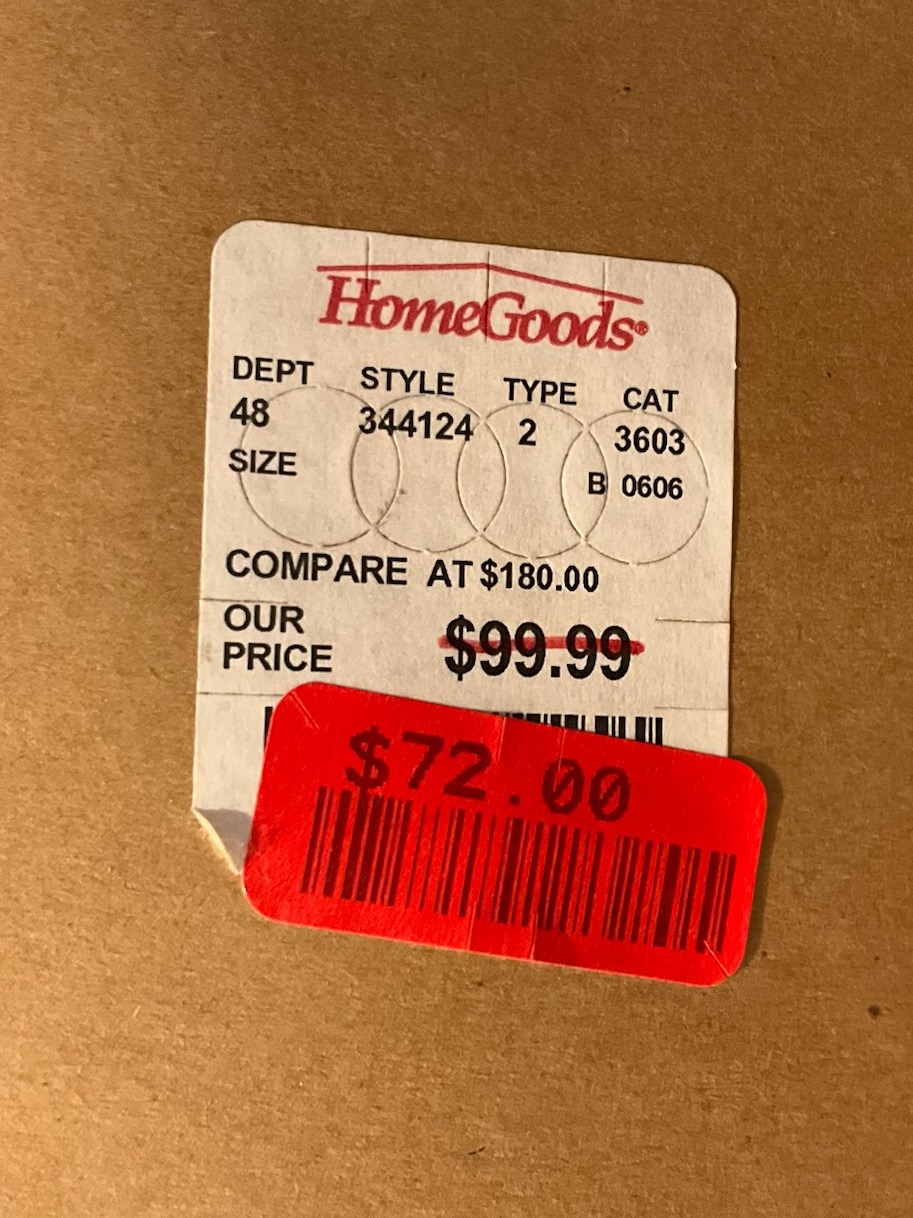 HomeGoods®
DEPT STYLE TYPE CAT
48 344124 2 3603
SIZE B 0606
COMPARE AT $180.00
OUR
PRICE $99.99
$72.00